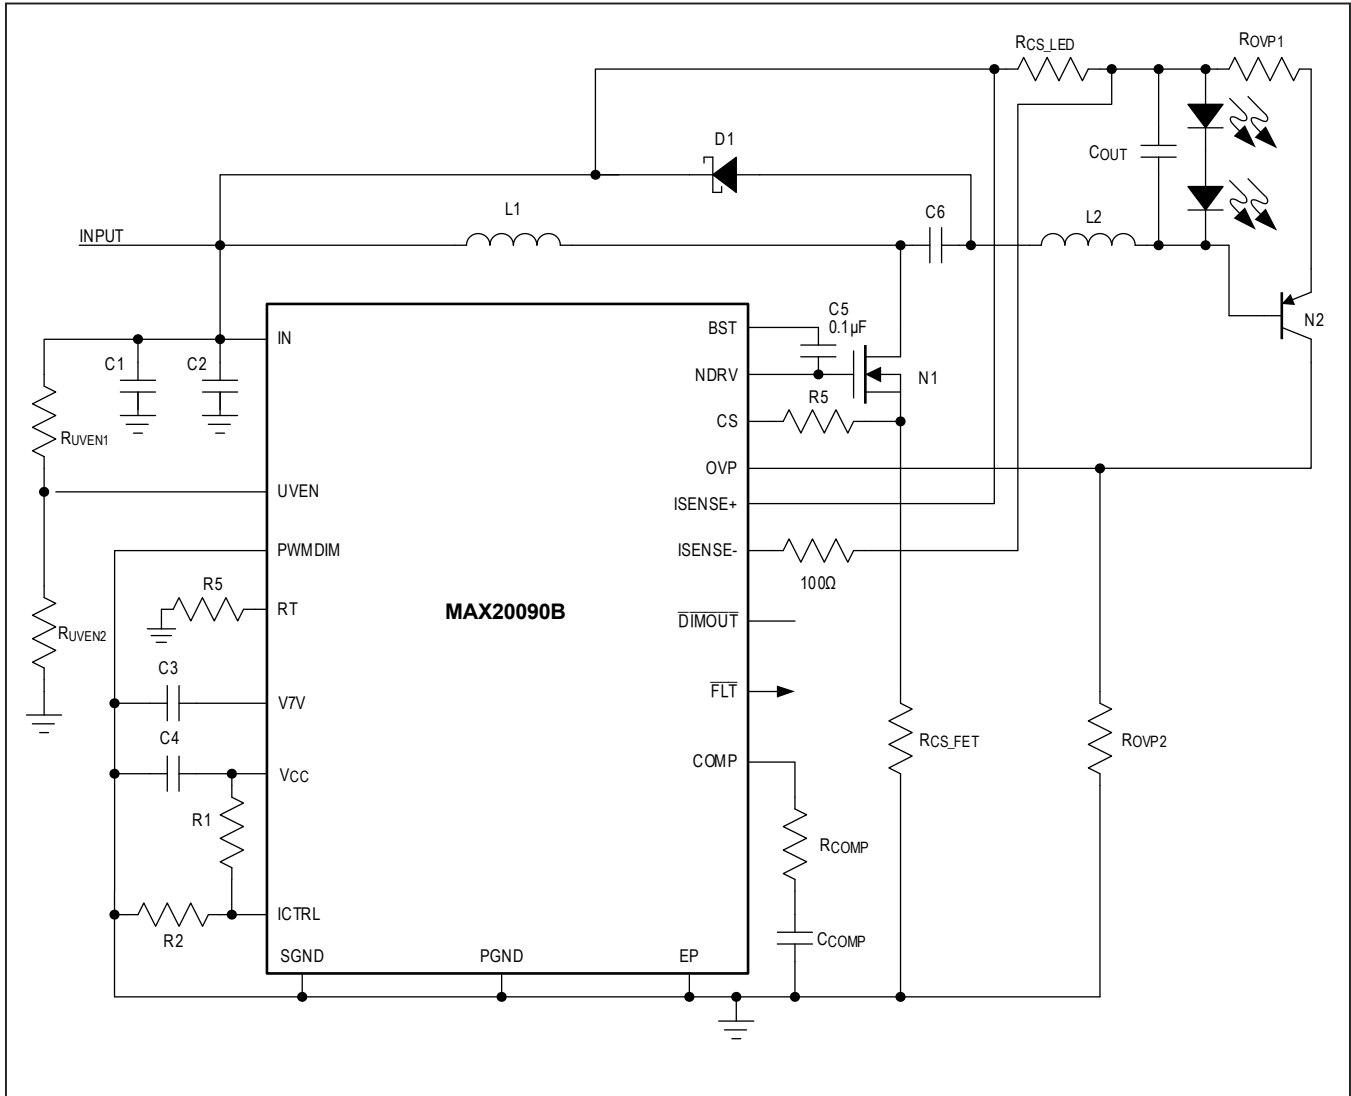 RCS_LED
ROVP1
D1
COUT
C6
L2
L1
INPUT
N2
C5
0.1µF
BST
IN
C1
C2
NDRV
N1
R5
CS
RUVEN1
OVP
UVEN
ISENSE+
PWMDIM
ISENSE-
100Ω
R5
RT
MAX20090B
DIMOUT
RUVEN2
C3
V7V
FLT
C4
RCS_FET
ROVP2
VCC
COMP
R1
RCOMP
ICTRL
R2
CCOMP
SGND
PGND
EP